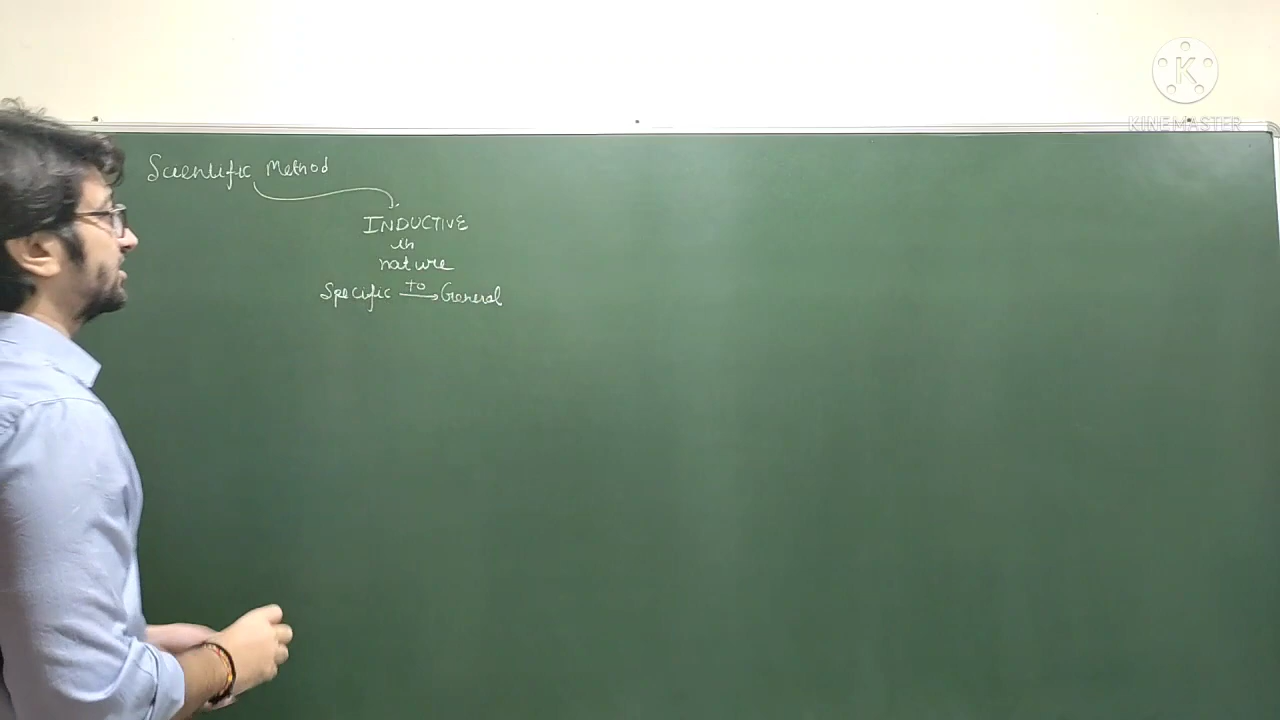 KINEMASTER
Scientific Method
INDUCTIVE
in
nature
Specific to → General